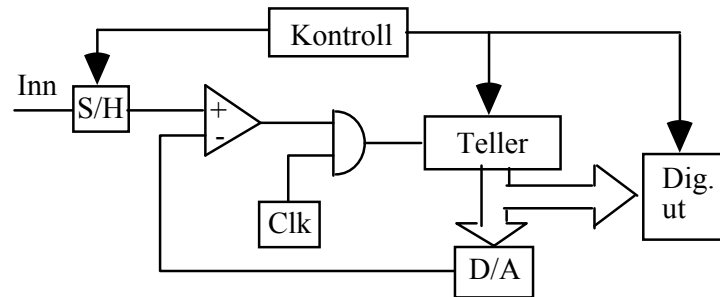 Kontroll
Inn
S/H
+
-
Teller
Clk
Dig.
ut
D/A